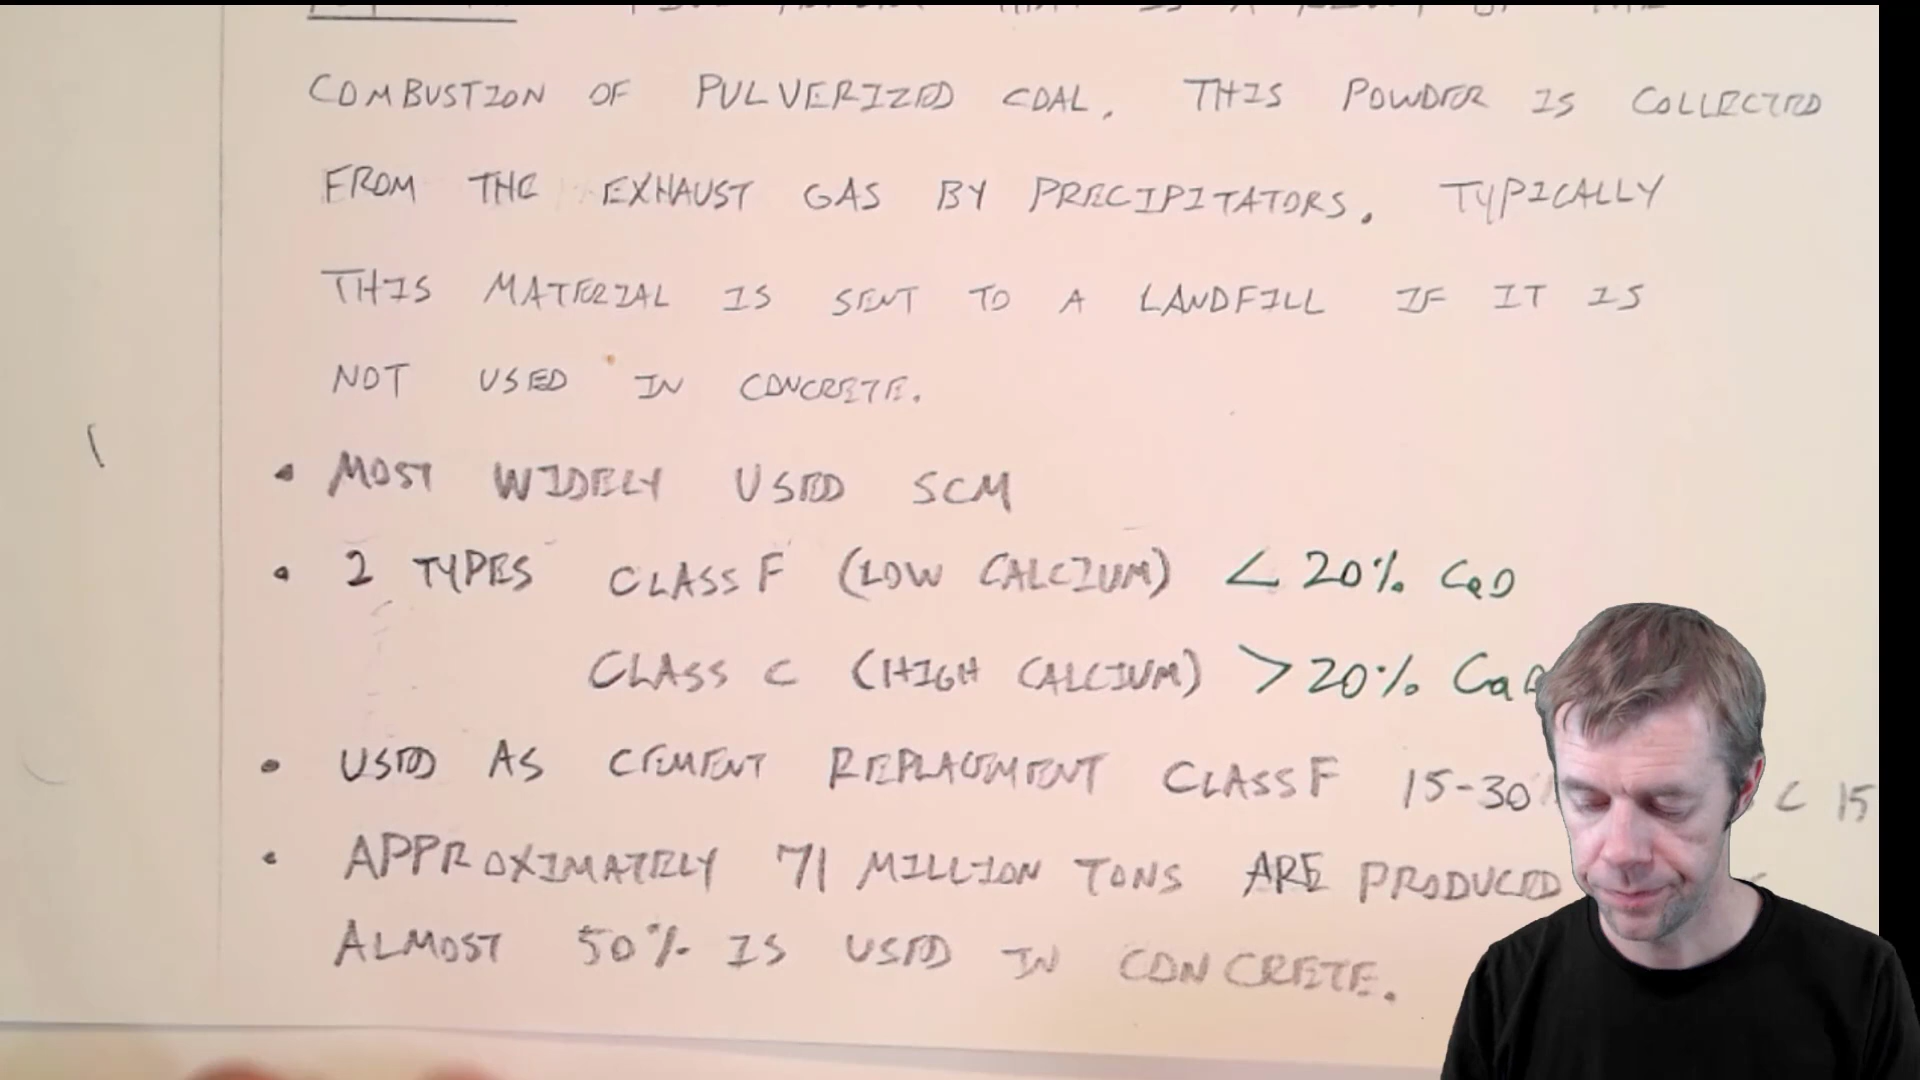 COMBUSTION OF PULVERIZED COAL. THIS POWDER IS COLLECTED
FROM THE EXHAUST GAS BY PRECIPITATORS. TYPICALLY
THIS MATERIAL IS SENT TO A LANDFILL IF IT IS
NOT USED IN CONCRETE.
• MOST WIDELY USED SCM
• 2 TYPES CLASS F (LOW CALCIUM) < 20% CaO
CLASS C (HIGH CALCIUM) > 20% CaO
• USED AS CEMENT REPLACEMENT CLASS F 15-30 C 15
• APPROXIMATELY 71 MILLION TONS ARE PRODUCED
ALMOST 50% IS USED IN CONCRETE.